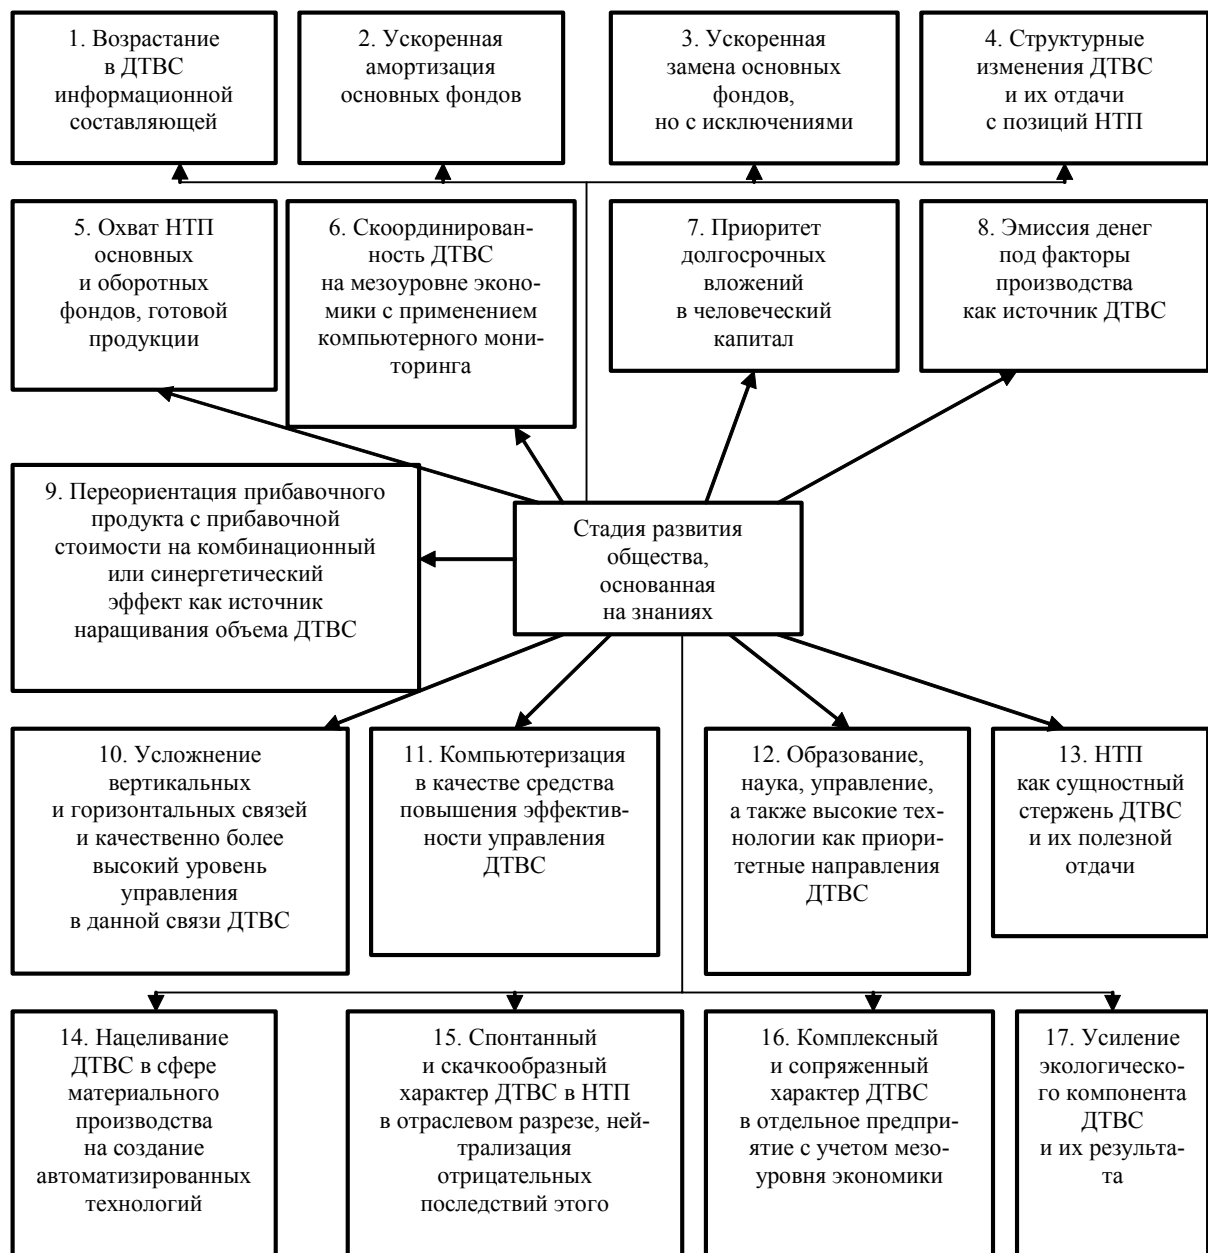 1. Возрастание
в ДТВС
информационной
составляющей
2. Ускоренная
амортизация
основных фондов
3. Ускоренная
замена основных
фондов,
но с исключениями
4. Структурные
изменения ДТВС
и их отдачи
с позиций НТП
5. Охват НТП
основных
и оборотных
фондов, готовой
продукции
6. Скоординирован-
ность ДТВС
на мезоуровне эконо-
мики с применением
компьютерного мони-
торинга
7. Приоритет
долгосрочных
вложений
в человеческий
капитал
8. Эмиссия денег
под факторы
производства
как источник ДТВС
9. Переориентация прибавочного
продукта с прибавочной
стоимости на комбинационный
или синергетический
эффект как источник
наращивания объема ДТВС
Стадия развития
общества,
основанная
на знаниях
10. Усложнение
вертикальных
и горизонтальных связей
и качественно более
высокий уровень
управления
в данной связи ДТВС
11. Компьютеризация
в качестве средства
повышения эффектив-
ности управления
ДТВС
12. Образование,
наука, управление,
а также высокие тех-
нологии как приори-
тетные направления
ДТВС
13. НТП
как сущностный
стержень ДТВС
и их полезной
отдачи
14. Нацеливание
ДТВС в сфере
материального
производства
на создание
автоматизированных
технологий
15. Спонтанный
и скачкообразный
характер ДТВС в НТП
в отраслевом разрезе, ней-
трализация
отрицательных
последствий этого
16. Комплексный
и сопряженный
характер ДТВС
в отдельное предпри-
ятие с учетом мезо-
уровня экономики
17. Усиление
экологическо-
го компонента
ДТВС
и их результа-
та